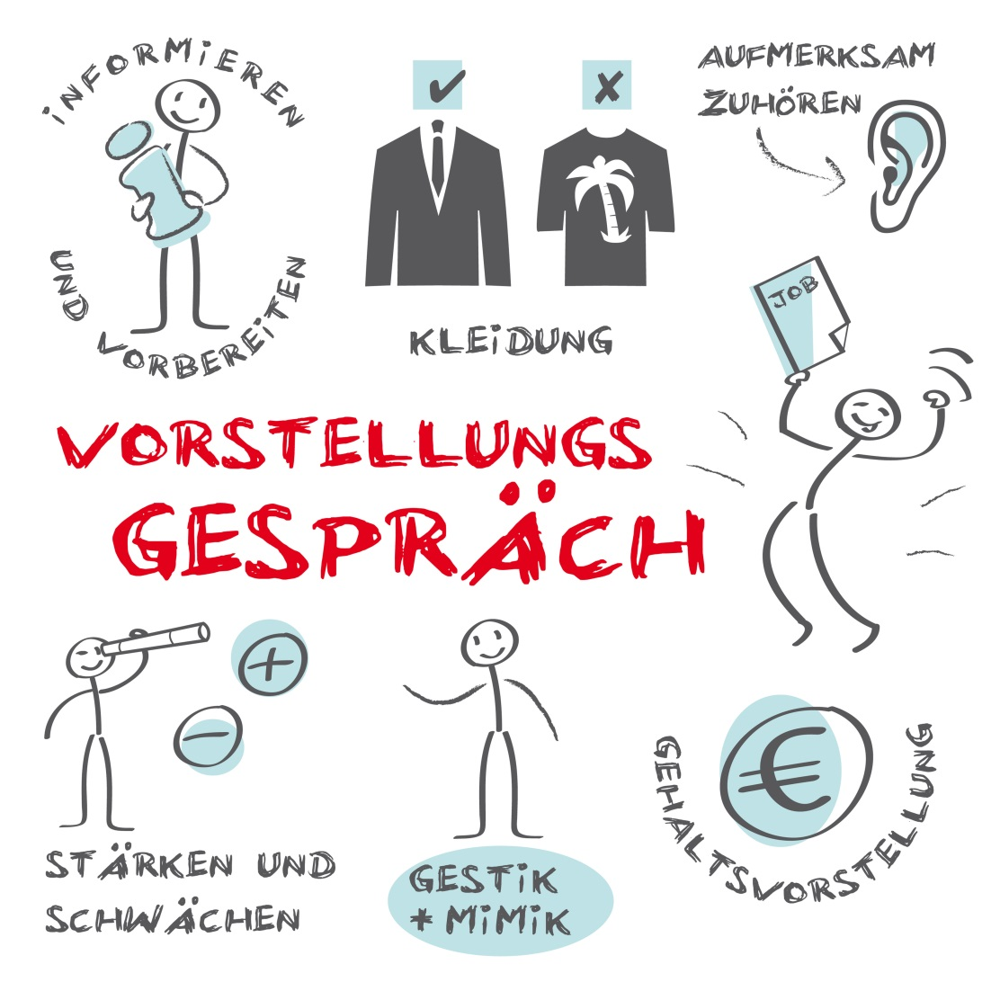 iNFORMiEREN
UND VORBEREiTEN
KLEiDUNG
AUFMERKSAM
ZUHÖREN
JOB
VORSTELLUNGS
GESPRÄCH
STÄRKEN UND
SCHWÄCHEN
GESTiK
+ MiMiK
€
GEHALTSVORSTELLUNG